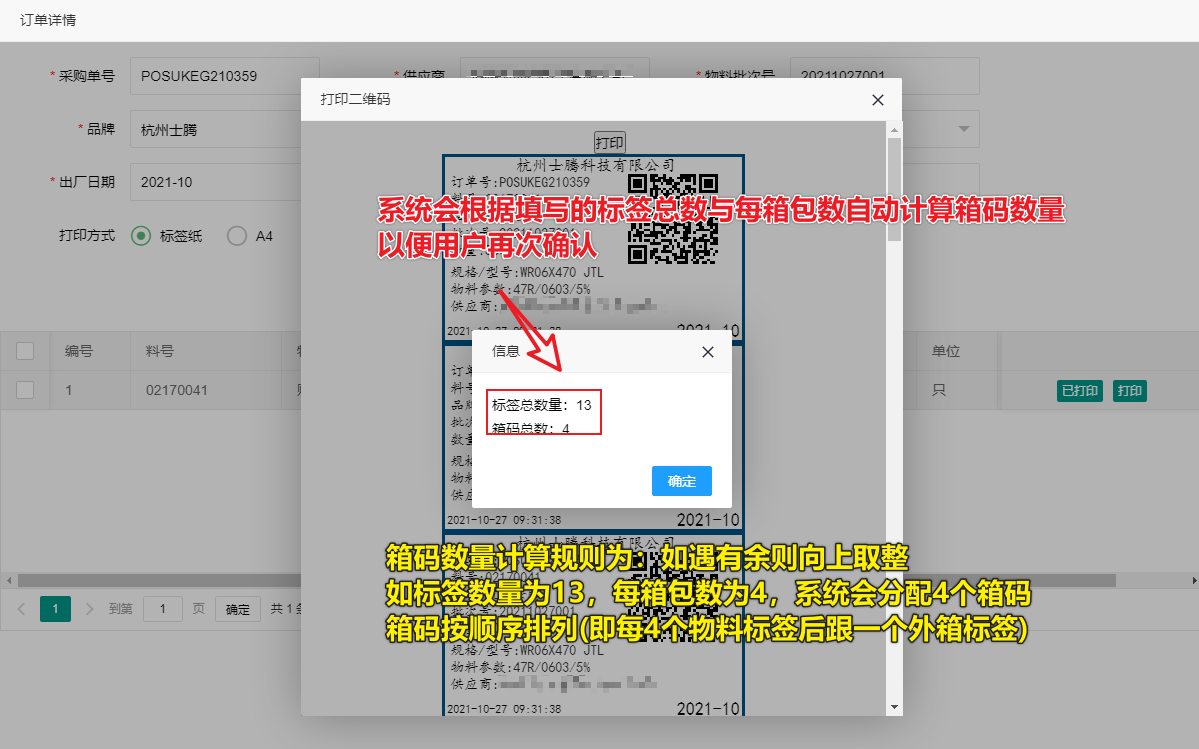 订单详情
* 采购单号 POSUKEG210359
* 供应商
* 物料批次号 20211027001
* 品牌 杭州士腾
* 出厂日期 2021-10
打印方式 标签纸 A4
编号 料号 单位
1 02170041 只 已打印 打印
1 到第 1 页 确定 共 1 条
打印二维码
打印
杭州士腾科技有限公司
订单号:POSUKEG210359
系统会根据填写的标签总数与每箱包数自动计算箱码数量
以便用户再次确认
规格/型号:WR06X470 JTL
物料参数:47R/0603/5%
供应商:
2021-10-27 09:31:38 2021-10
信息
标签总数量：13
箱码总数：4
确定
2021-10-27 09:31:38 2021-10
杭州士腾科技有限公司
箱码数量计算规则为：如遇有余则向上取整
料号:02170041
如标签数量为13，每箱包数为4，系统会分配4个箱码
批次号:20211027001
箱码按顺序排列(即每4个物料标签后跟一个外箱标签)
规格/型号:WR06X470 JTL
物料参数:47R/0603/5%
供应商:
2021-10-27 09:31:38 2021-10